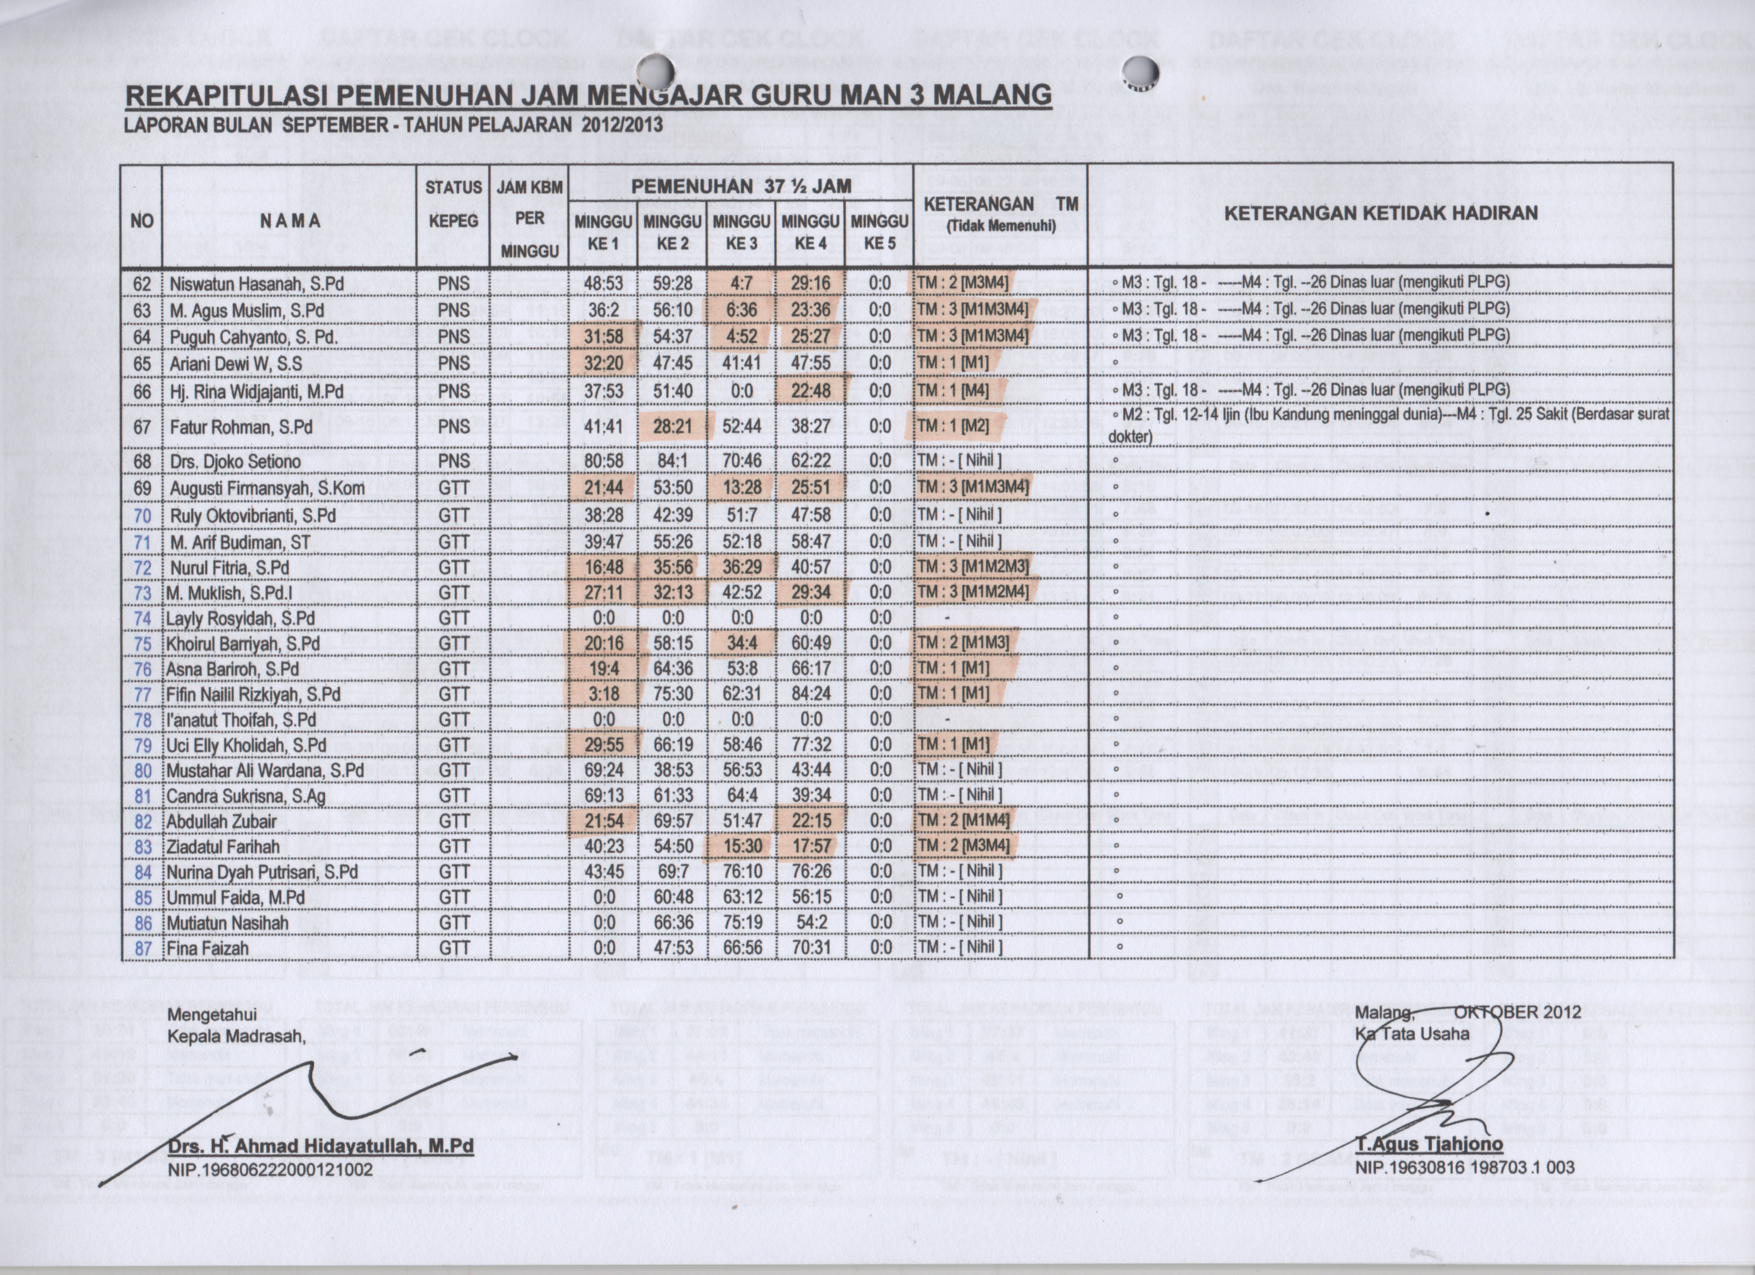 REKAPITULASI PEMENUHAN JAM MENGAJAR GURU MAN 3 MALANG
LAPORAN BULAN SEPTEMBER - TAHUN PELAJARAN 2012/2013
NO N A M A STATUS KEPEG JAM KBM PER MINGGU PEMENUHAN 37 ½ JAM KETERANGAN TM (Tidak Memenuhi) KETERANGAN KETIDAK HADIRAN
MINGGU KE 1 MINGGU KE 2 MINGGU KE 3 MINGGU KE 4 MINGGU KE 5
62 Niswatun Hasanah, S.Pd PNS 48:53 59:28 4:7 29:16 0:0 TM : 2 [M3M4] ° M3 : Tgl. 18 - -----M4 : Tgl. --26 Dinas luar (mengikuti PLPG)
63 M. Agus Muslim, S.Pd PNS 36:2 56:10 6:36 23:36 0:0 TM : 3 [M1M3M4] ° M3 : Tgl. 18 - -----M4 : Tgl. --26 Dinas luar (mengikuti PLPG)
64 Puguh Cahyanto, S. Pd. PNS 31:58 54:37 4:52 25:27 0:0 TM : 3 [M1M3M4] ° M3 : Tgl. 18 - -----M4 : Tgl. --26 Dinas luar (mengikuti PLPG)
65 Ariani Dewi W, S.S PNS 32:20 47:45 41:41 47:55 0:0 TM : 1 [M1] °
66 Hj. Rina Widjajanti, M.Pd PNS 37:53 51:40 0:0 22:48 0:0 TM : 1 [M4] ° M3 : Tgl. 18 - -----M4 : Tgl. --26 Dinas luar (mengikuti PLPG)
67 Fatur Rohman, S.Pd PNS 41:41 28:21 52:44 38:27 0:0 TM : 1 [M2] ° M2 : Tgl. 12-14 Ijin (Ibu Kandung meninggal dunia)---M4 : Tgl. 25 Sakit (Berdasar surat
dokter)
68 Drs. Djoko Setiono PNS 80:58 84:1 70:46 62:22 0:0 TM : - [ Nihil ] °
69 Augusti Firmansyah, S.Kom GTT 21:44 53:50 13:28 25:51 0:0 TM : 3 [M1M3M4] °
70 Ruly Oktovibrianti, S.Pd GTT 38:28 42:39 51:7 47:58 0:0 TM : - [ Nihil ] °
71 M. Arif Budiman, ST GTT 39:47 55:26 52:18 58:47 0:0 TM : - [ Nihil ] °
72 Nurul Fitria, S.Pd GTT 16:48 35:56 36:29 40:57 0:0 TM : 3 [M1M2M3] °
73 M. Muklish, S.Pd.I GTT 27:11 32:13 42:52 29:34 0:0 TM : 3 [M1M2M4] °
74 Layly Rosyidah, S.Pd GTT 0:0 0:0 0:0 0:0 0:0 - °
75 Khoirul Barriyah, S.Pd GTT 20:16 58:15 34:4 60:49 0:0 TM : 2 [M1M3] °
76 Asna Bariroh, S.Pd GTT 19:4 64:36 53:8 66:17 0:0 TM : 1 [M1] °
77 Fifin Nailil Rizkiyah, S.Pd GTT 3:18 75:30 62:31 84:24 0:0 TM : 1 [M1] °
78 I'anatut Thoifah, S.Pd GTT 0:0 0:0 0:0 0:0 0:0 - °
79 Uci Elly Kholidah, S.Pd GTT 29:55 66:19 58:46 77:32 0:0 TM : 1 [M1] °
80 Mustahar Ali Wardana, S.Pd GTT 69:24 38:53 56:53 43:44 0:0 TM : - [ Nihil ] °
81 Candra Sukrisna, S.Ag GTT 69:13 61:33 64:4 39:34 0:0 TM : - [ Nihil ] °
82 Abdullah Zubair GTT 21:54 69:57 51:47 22:15 0:0 TM : 2 [M1M4] °
83 Ziadatul Farihah GTT 40:23 54:50 15:30 17:57 0:0 TM : 2 [M3M4] °
84 Nurina Dyah Putrisari, S.Pd GTT 43:45 69:7 76:10 76:26 0:0 TM : - [ Nihil ] °
85 Ummul Faida, M.Pd GTT 0:0 60:48 63:12 56:15 0:0 TM : - [ Nihil ] °
86 Mutiatun Nasihah GTT 0:0 66:36 75:19 54:2 0:0 TM : - [ Nihil ] °
87 Fina Faizah GTT 0:0 47:53 66:56 70:31 0:0 TM : - [ Nihil ] °
Mengetahui
Kepala Madrasah,
Drs. H. Ahmad Hidayatullah, M.Pd
NIP.196806222000121002
Malang, OKTOBER 2012
Ka Tata Usaha
T.Agus Tjahjono
NIP.19630816 198703 1 003